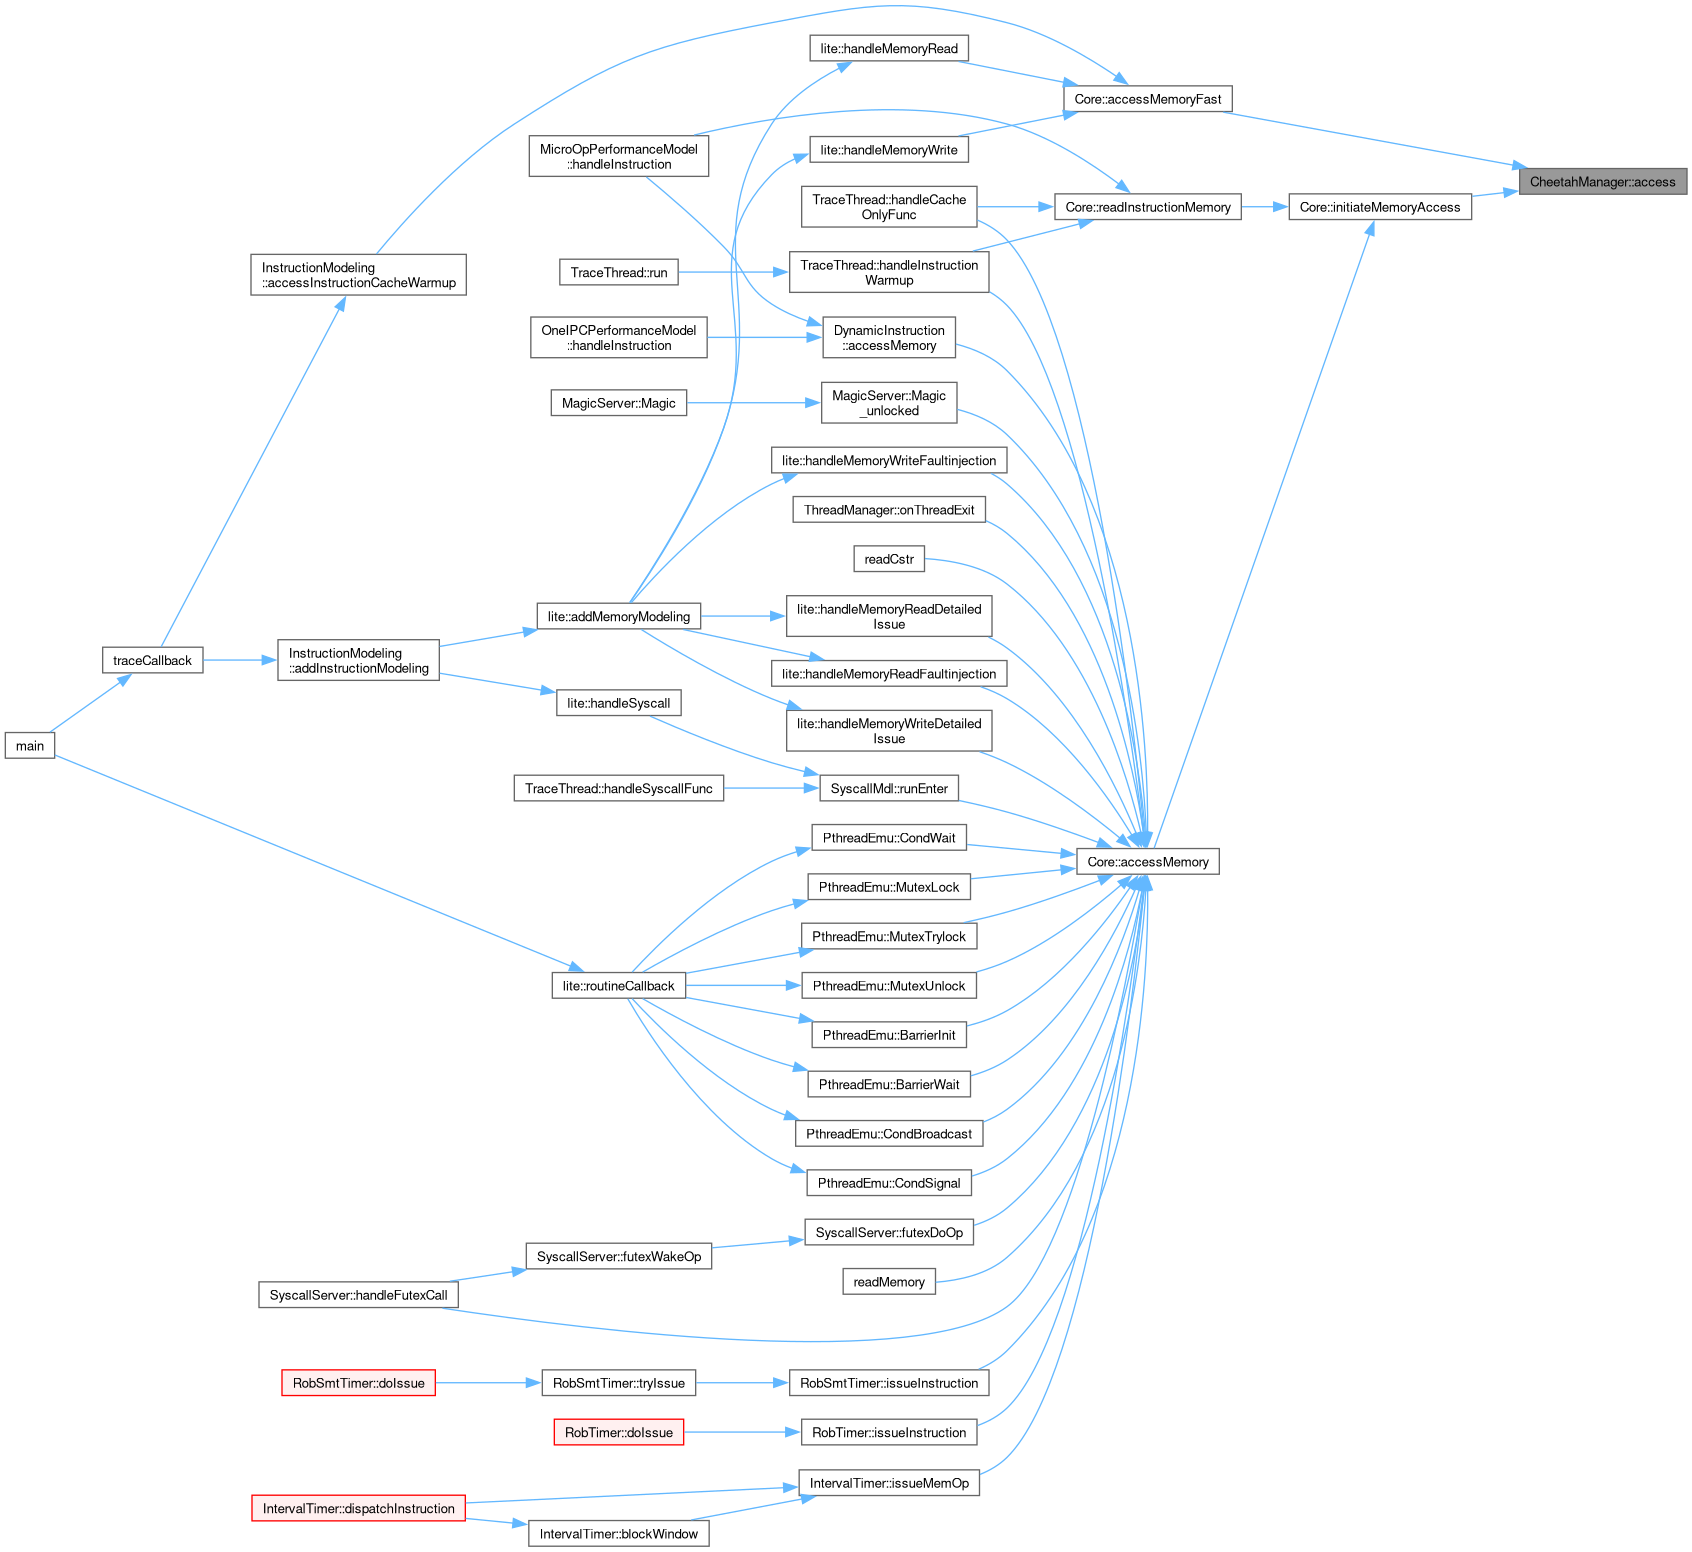 lite::handleMemoryRead
Core::accessMemoryFast
MicroOpPerformanceModel
::handleInstruction
lite::handleMemoryWrite
CheetahManager::access
TraceThread::handleCache
OnlyFunc
Core::readInstructionMemory
Core::initiateMemoryAccess
InstructionModeling
::accessInstructionCacheWarmup
TraceThread::run
TraceThread::handleInstruction
Warmup
OneIPCPerformanceModel
::handleInstruction
DynamicInstruction
::accessMemory
MagicServer::Magic
MagicServer::Magic
_unlocked
lite::handleMemoryWriteFaultinjection
ThreadManager::onThreadExit
readCstr
lite::addMemoryModeling
lite::handleMemoryReadDetailed
Issue
traceCallback
InstructionModeling
::addInstructionModeling
lite::handleMemoryReadFaultinjection
lite::handleSyscall
lite::handleMemoryWriteDetailed
Issue
main
TraceThread::handleSyscallFunc
SyscallMdl::runEnter
PthreadEmu::CondWait
Core::accessMemory
PthreadEmu::MutexLock
PthreadEmu::MutexTrylock
lite::routineCallback
PthreadEmu::MutexUnlock
PthreadEmu::BarrierInit
PthreadEmu::BarrierWait
PthreadEmu::CondBroadcast
PthreadEmu::CondSignal
SyscallServer::futexDoOp
SyscallServer::futexWakeOp
readMemory
SyscallServer::handleFutexCall
RobSmtTimer::doIssue
RobSmtTimer::tryIssue
RobSmtTimer::issueInstruction
RobTimer::doIssue
RobTimer::issueInstruction
IntervalTimer::issueMemOp
IntervalTimer::dispatchInstruction
IntervalTimer::blockWindow